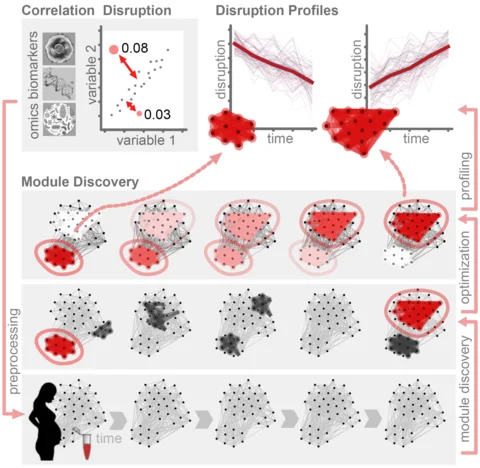 Correlation Disruption
Disruption Profiles
omics biomarkers
variable 2
0.08
0.03
variable 1
disruption
time
disruption
time
Module Discovery
profiling
optimization
module discovery
preprocessing
time